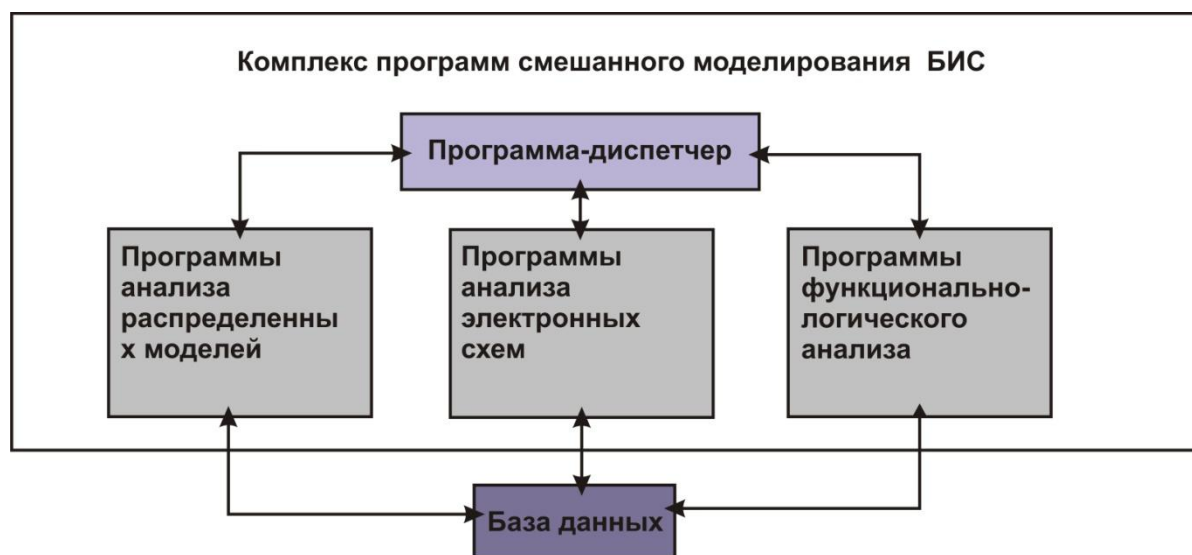 Комплекс программ смешанного моделирования БИС
Программа-диспетчер
Программы
анализа
распределенны
х моделей
Программы
анализа
электронных
схем
Программы
функционально-
логического
анализа
База данных